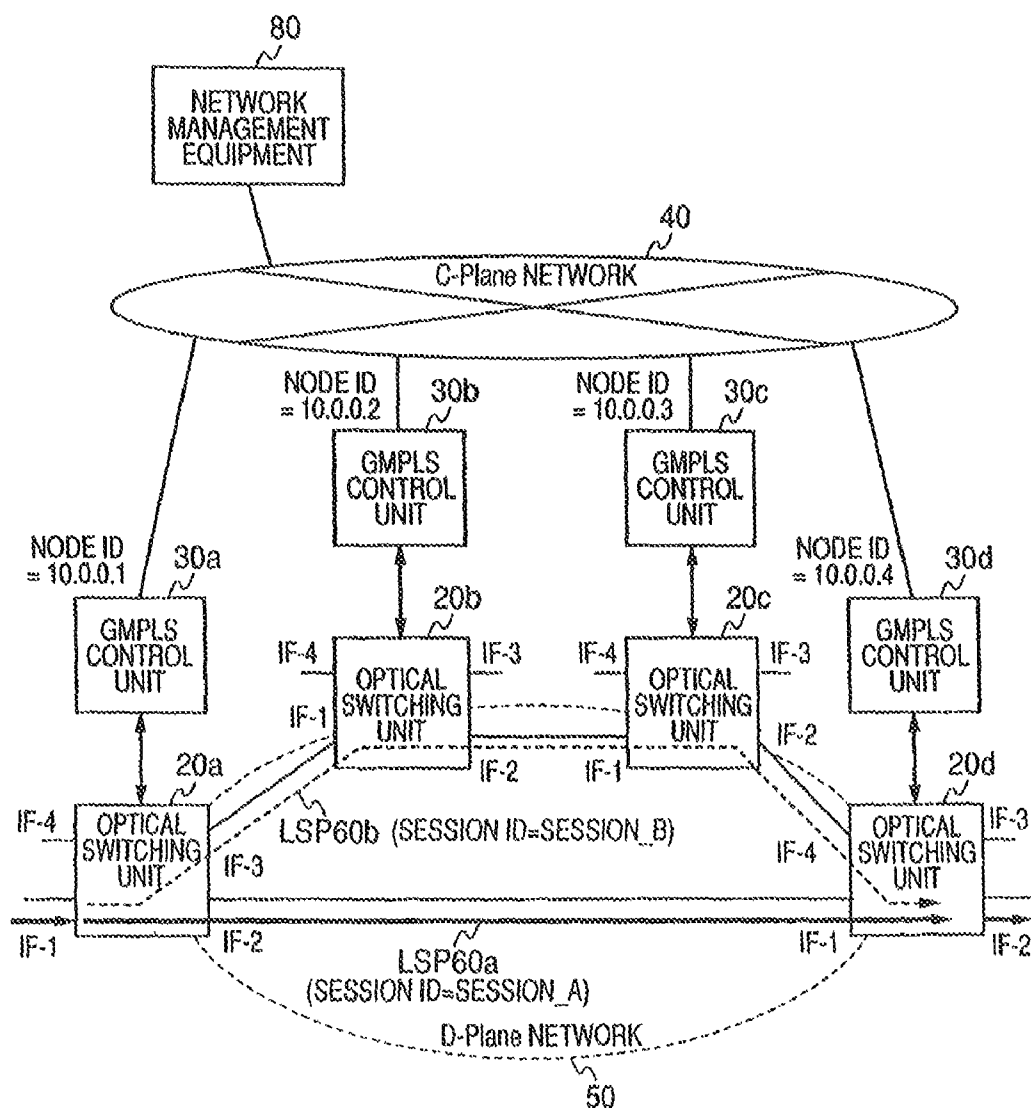 80
NETWORK
MANAGEMENT
EQUIPMENT
40
C-Plane NETWORK
NODE ID
= 10.0.0.2
30b
NODE ID
= 10.0.0.3
30c
GMPLS
CONTROL
UNIT
GMPLS
CONTROL
UNIT
NODE ID
= 10.0.0.1
30a
NODE ID
= 10.0.0.4
30d
GMPLS
CONTROL
UNIT
20b
20c
GMPLS
CONTROL
UNIT
IF-4
OPTICAL
SWITCHING
UNIT
IF-3
IF-4
OPTICAL
SWITCHING
UNIT
IF-3
IF-1
IF-2
IF-2
IF-1
20a
20d
IF-4
OPTICAL
SWITCHING
UNIT
IF-3
LSP60b (SESSION ID=SESSION_B)
IF-4
OPTICAL
SWITCHING
UNIT
IF-3
IF-1
IF-2
LSP60a
(SESSION ID=SESSION_A)
IF-1
IF-2
D-Plane NETWORK
50